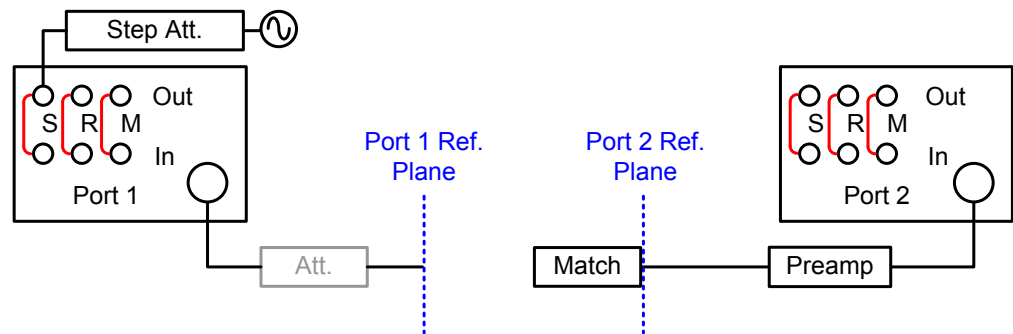 Step Att.
S R M
Out
In
Port 1
Att.
Port 1 Ref.
Plane
Port 2 Ref.
Plane
Match
Preamp
S R M
Out
In
Port 2